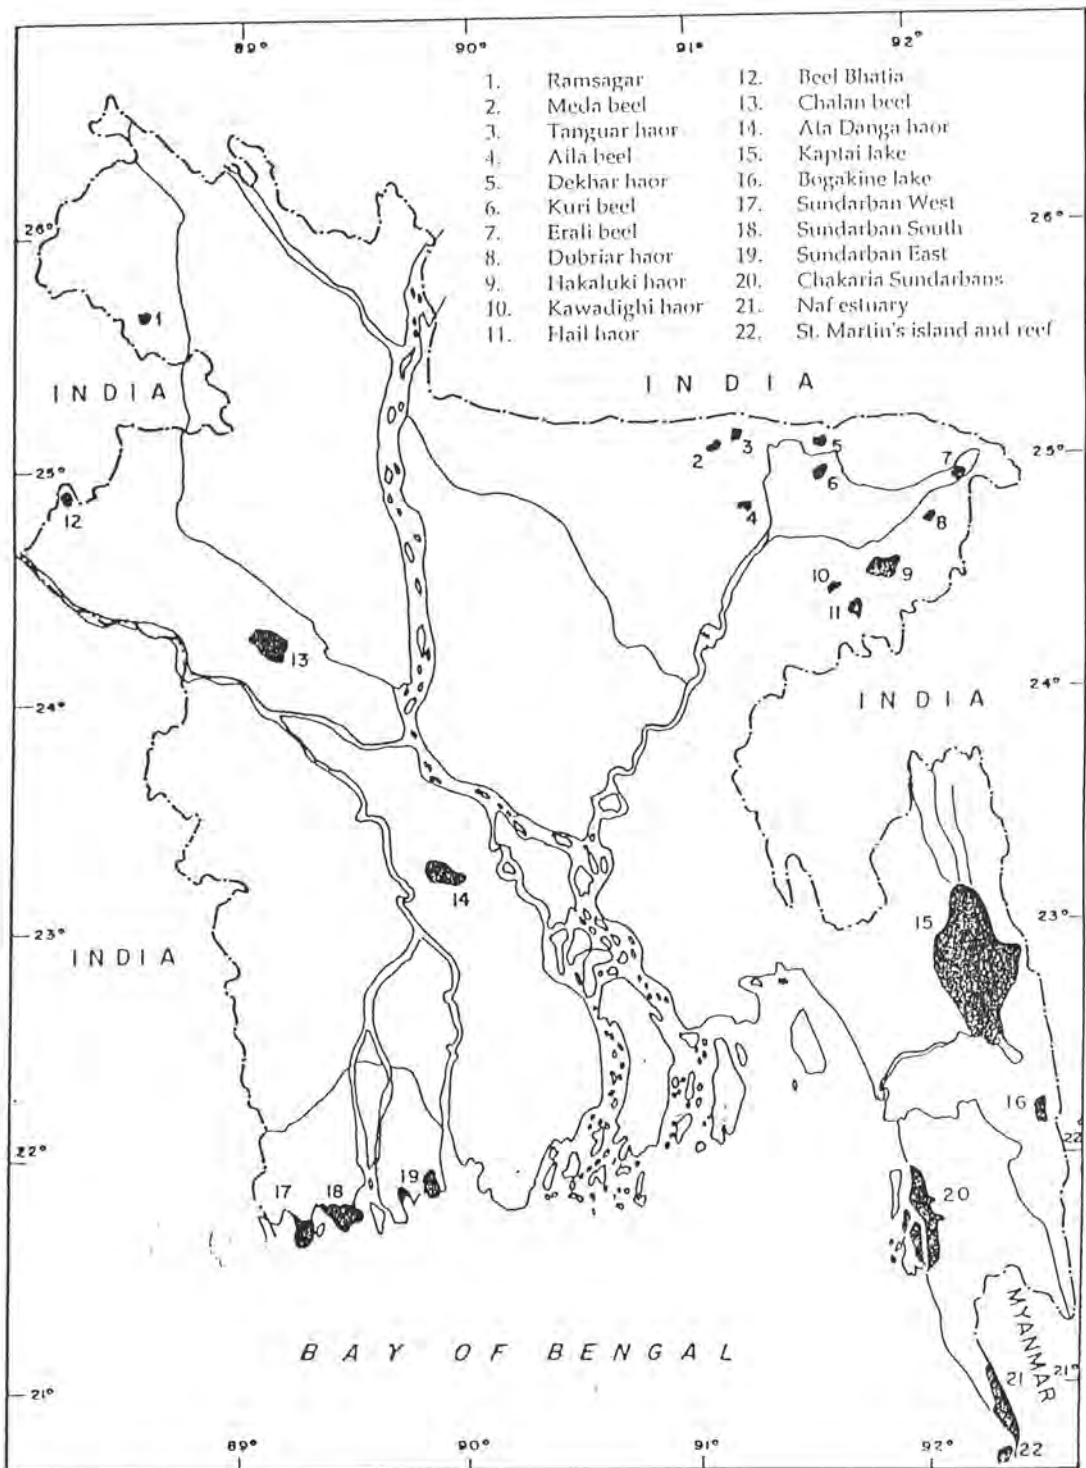 89° 90° 91° 92°
1. Ramsagar
2. Meda beel
3. Tanguar haor
4. Aila beel
5. Dekhar haor
6. Kuri beel
7. Erali beel
8. Dubriar haor
9. Hakaluki haor
10. Kawadighi haor
11. Hail haor
12. Beel Bhatia
13. Chalan beel
14. Ata Danga haor
15. Kaptai lake
16. Bogakine lake
17. Sundarban West
18. Sundarban South
19. Sundarban East
20. Chakaria Sundarbans
21. Naf estuary
22. St. Martin's island and reef
26° 26°
1
INDIA INDIA
2 3 5 7
25° 25°
6
12 4 8
10 9
11
13
24° INDIA 24°
14
15
23° 23°
INDIA
16
22° 22°
17 18 19 20
MYANMAR
BAY OF BENGAL
21° 21 21°
89° 90° 91° 92° 22